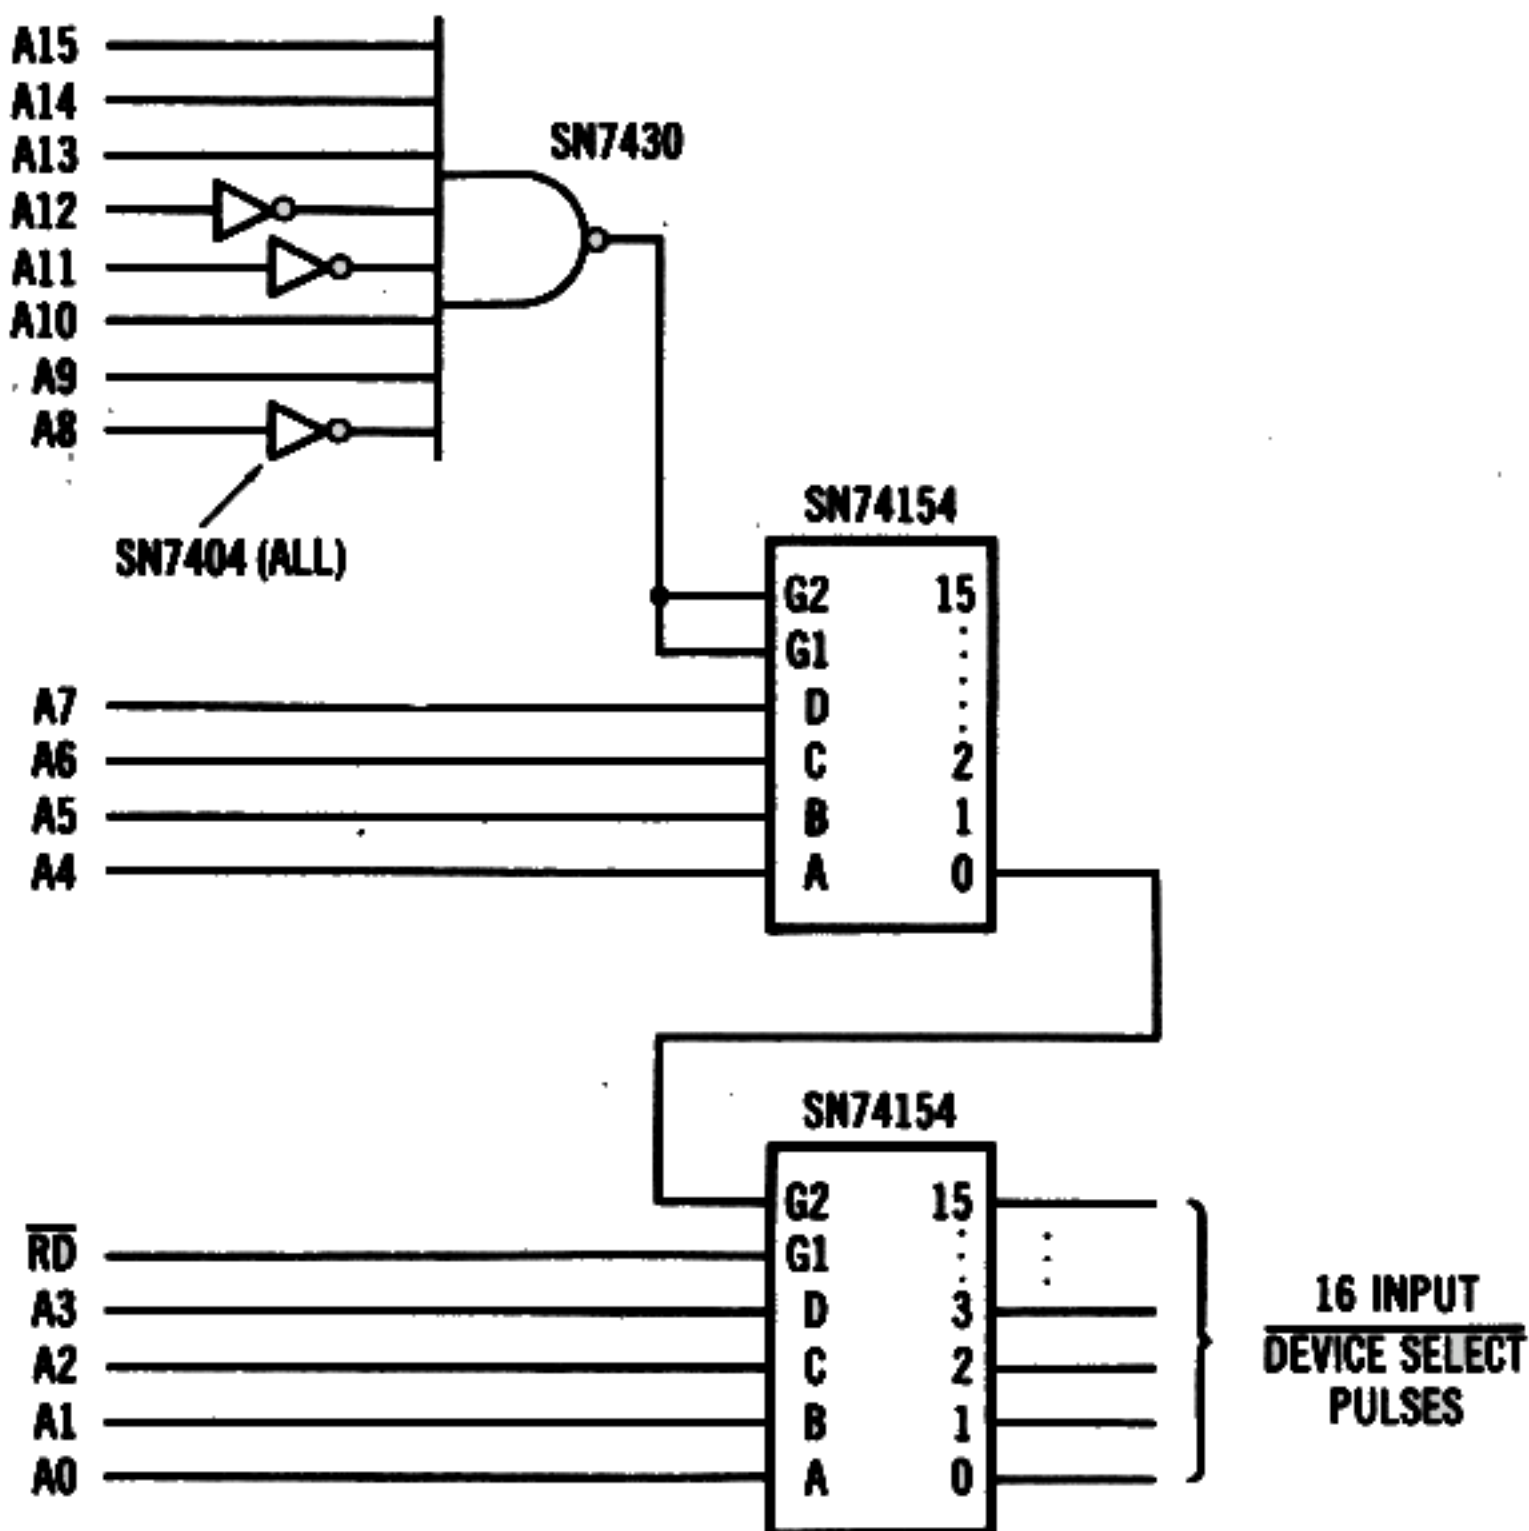 A15
A14
A13
SN7430
A12
A11
A10
A9
A8
SN7404 (ALL)
SN74154
G2 15
G1
A7 D
A6 C 2
A5 B 1
A4 A 0
SN74154
G2 15
RD G1
A3 D 3
A2 C 2
A1 B 1
A0 A 0
16 INPUT
DEVICE SELECT
PULSES